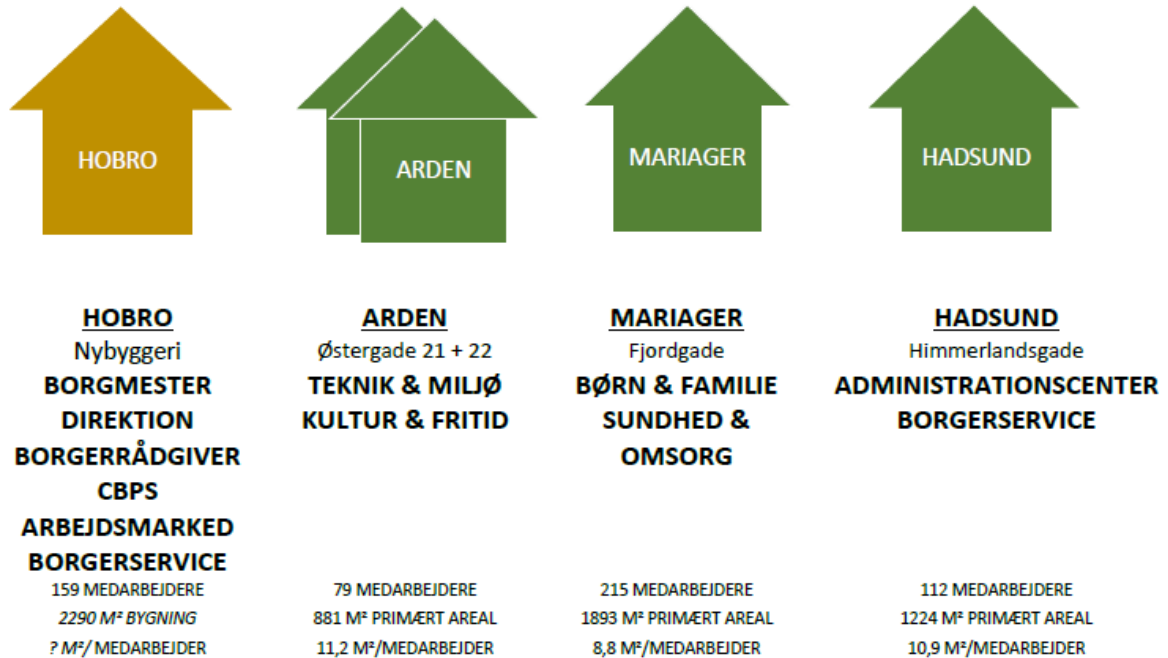 HOBRO
ARDEN
MARIAGER
HADSUND
HOBRO
Nybyggeri
BORGMESTER
DIREKTION
BORGERRÅDGIVER
CBPS
ARBEJDSMARKED
BORGERSERVICE
159 MEDARBEJDERE
2290 M² BYGNING
? M²/ MEDARBEJDER
ARDEN
Østergade 21 + 22
TEKNIK & MILJØ
KULTUR & FRITID
79 MEDARBEJDERE
881 M² PRIMÆRT AREAL
11,2 M²/MEDARBEJDER
MARIAGER
Fjordgade
BØRN & FAMILIE
SUNDHED &
OMSORG
215 MEDARBEJDERE
1893 M² PRIMÆRT AREAL
8,8 M²/MEDARBEJDER
HADSUND
Himmerlandsgade
ADMINISTRATIONSCENTER
BORGERSERVICE
112 MEDARBEJDERE
1224 M² PRIMÆRT AREAL
10,9 M²/MEDARBEJDER